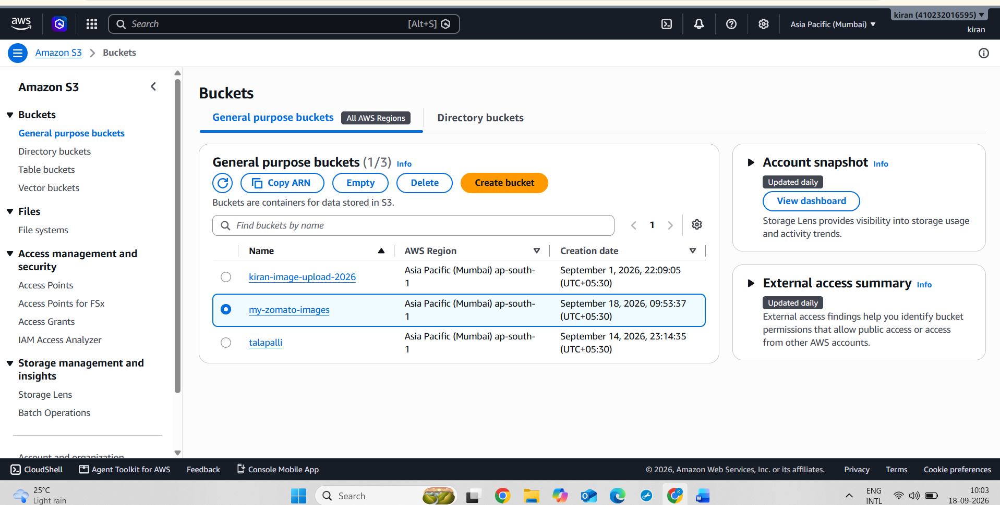 aws
Search
[Alt+S]
Asia Pacific (Mumbai) ▼
kiran (410232016595) ▼
kiran
Amazon S3 > Buckets
Amazon S3
Buckets
General purpose buckets
Directory buckets
Table buckets
Vector buckets
Files
File systems
Access management and
security
Access Points
Access Points for FSx
Access Grants
IAM Access Analyzer
Storage management and
insights
Storage Lens
Batch Operations
Account and organization
Buckets
General purpose buckets All AWS Regions
Directory buckets
General purpose buckets (1/3) Info
Copy ARN
Empty
Delete
Create bucket
Buckets are containers for data stored in S3.
Find buckets by name
1
Name
AWS Region
Creation date
kiran-image-upload-2026
Asia Pacific (Mumbai) ap-south-
1
September 1, 2026, 22:09:05
(UTC+05:30)
my-zomato-images
Asia Pacific (Mumbai) ap-south-
1
September 18, 2026, 09:53:37
(UTC+05:30)
talapalli
Asia Pacific (Mumbai) ap-south-
1
September 14, 2026, 23:14:35
(UTC+05:30)
Account snapshot Info
Updated daily
View dashboard
Storage Lens provides visibility into storage usage
and activity trends.
External access summary Info
Updated daily
External access findings help you identify bucket
permissions that allow public access or access
from other AWS accounts.
CloudShell
Agent Toolkit for AWS
Feedback
Console Mobile App
© 2026, Amazon Web Services, Inc. or its affiliates.
Privacy
Terms
Cookie preferences
25°C
Light rain
Search
ENG
INTL
10:03
18-09-2026